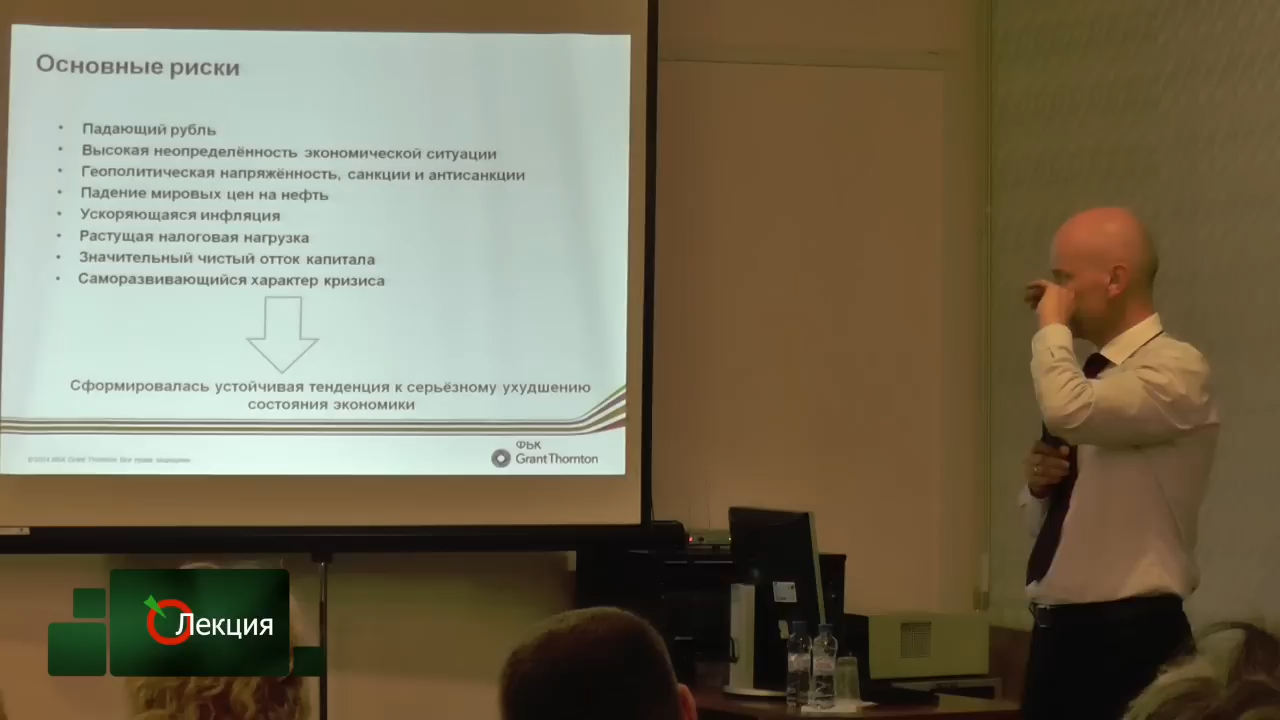 Основные риски
• Падающий рубль
• Высокая неопределённость экономической ситуации
• Геополитическая напряжённость, санкции и антисанкции
• Падение мировых цен на нефть
• Ускоряющаяся инфляция
• Растущая налоговая нагрузка
• Значительный чистый отток капитала
• Саморазвивающийся характер кризиса
Сформировалась устойчивая тенденция к серьёзному ухудшению
состояния экономики
ФБК
Grant Thornton
Лекция